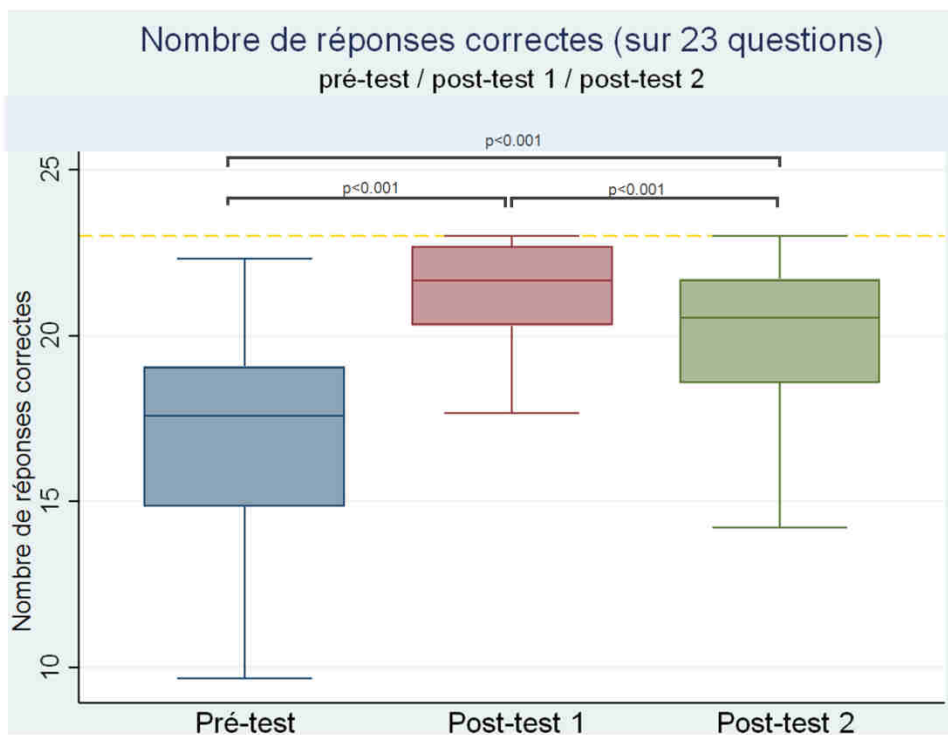 Nombre de réponses correctes (sur 23 questions)
pré-test / post-test 1 / post-test 2
p<0.001
p<0.001
p<0.001
Nombre de réponses correctes
25
20
15
10
Pré-test
Post-test 1
Post-test 2